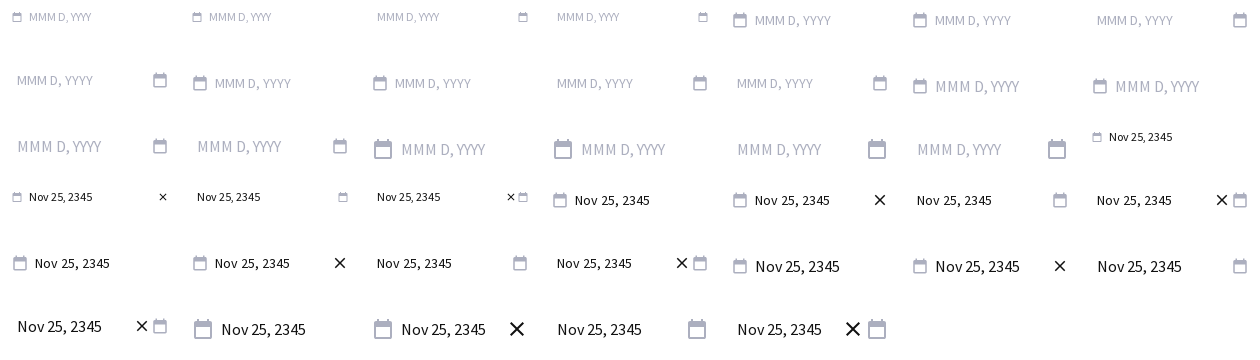 MMM D, YYYY MMM D, YYYY MMM D, YYYY MMM D, YYYY MMM D, YYYY MMM D, YYYY MMM D, YYYY
MMM D, YYYY MMM D, YYYY MMM D, YYYY MMM D, YYYY MMM D, YYYY MMM D, YYYY MMM D, YYYY
MMM D, YYYY MMM D, YYYY MMM D, YYYY MMM D, YYYY MMM D, YYYY MMM D, YYYY Nov 25, 2345
Nov 25, 2345 Nov 25, 2345 Nov 25, 2345 Nov 25, 2345 Nov 25, 2345 Nov 25, 2345 Nov 25, 2345
Nov 25, 2345 Nov 25, 2345 Nov 25, 2345 Nov 25, 2345 Nov 25, 2345 Nov 25, 2345 Nov 25, 2345
Nov 25, 2345 Nov 25, 2345 Nov 25, 2345 Nov 25, 2345 Nov 25, 2345